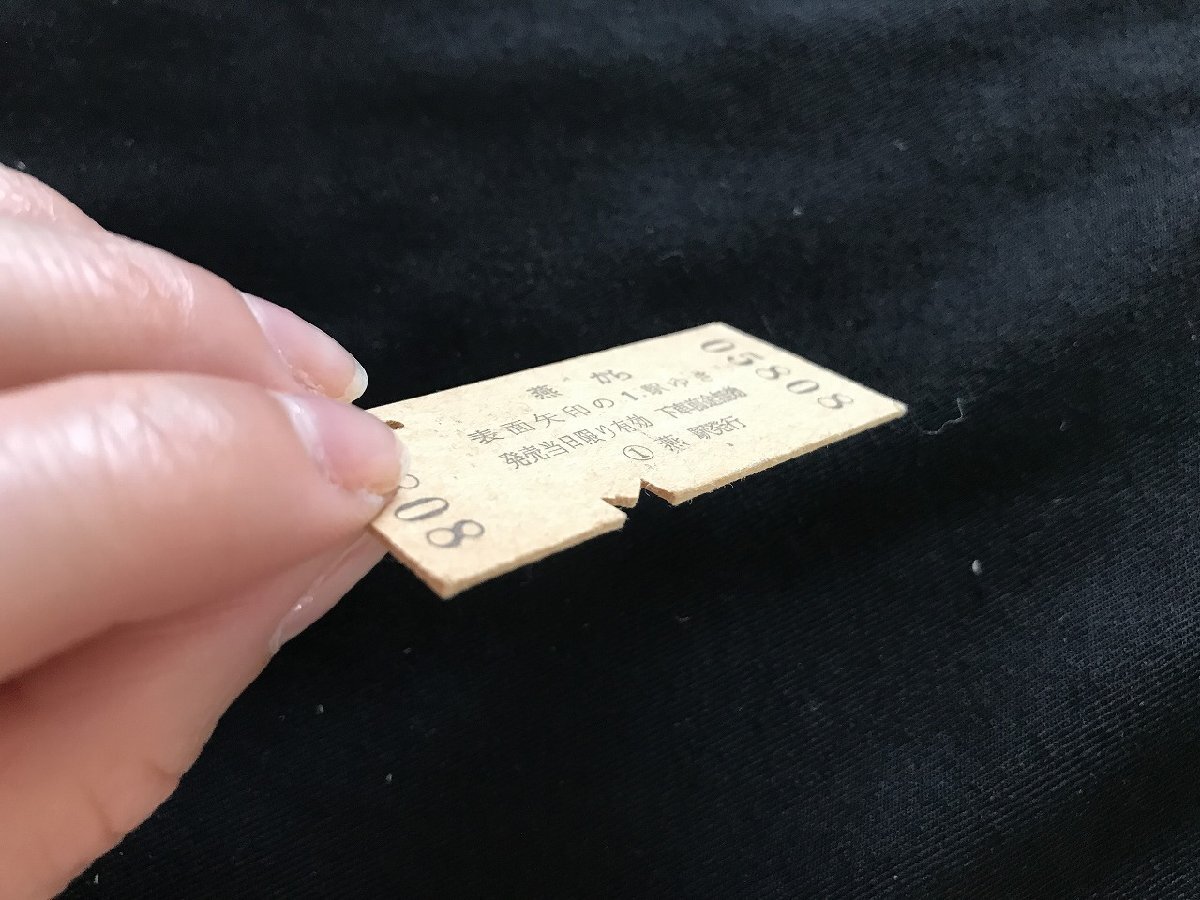 05808
燕 から
表面矢印の1.駅ゆき
発売当日限り有効 下車前途無効
① 燕 駅発行
808